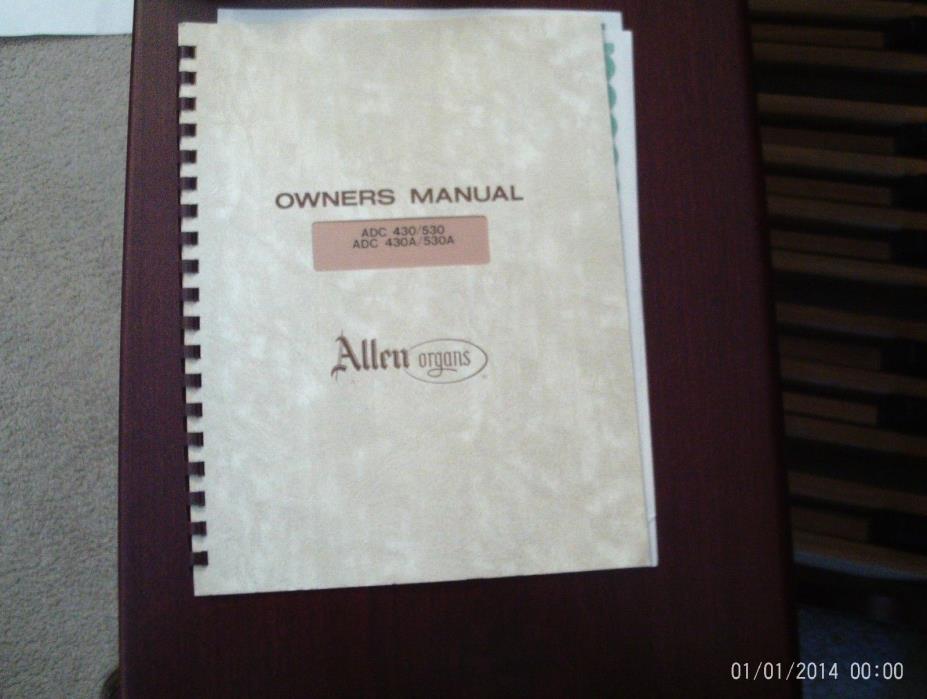 OWNERS MANUAL
ADC 430/530
ADC 430A/530A
Allen organs
01/01/2014 00:00